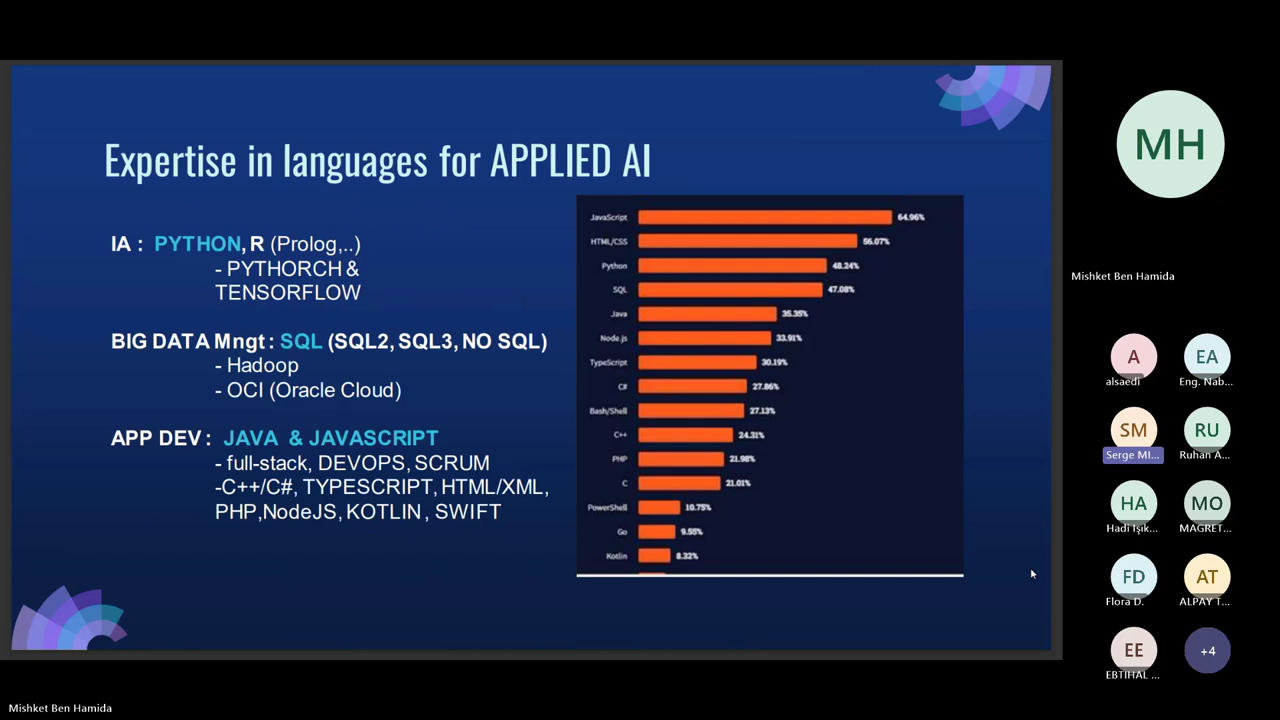 Expertise in languages for APPLIED AI
IA : PYTHON, R (Prolog,..)
- PYTHORCH &
TENSORFLOW
BIG DATA Mngt : SQL (SQL2, SQL3, NO SQL)
- Hadoop
- OCI (Oracle Cloud)
APP DEV : JAVA & JAVASCRIPT
- full-stack, DEVOPS, SCRUM
-C++/C#, TYPESCRIPT, HTML/XML,
PHP,NodeJS, KOTLIN , SWIFT
JavaScript 64.96%
HTML/CSS 56.07%
Python 48.24%
SQL 47.08%
Java 35.35%
Node.js 33.91%
TypeScript 30.19%
C# 27.86%
Bash/Shell 27.13%
C++ 24.31%
PHP 21.98%
C 21.01%
PowerShell 10.75%
Go 9.55%
Kotlin 8.32%
MH
Mishket Ben Hamida
A EA
alsaedi Eng. Nab...
SM RU
Serge MI... Ruhan A...
HA MO
Hadi Işık... MAGRET...
FD AT
Flora D. ALPAY T...
EE +4
EBTIHAL ...
Mishket Ben Hamida